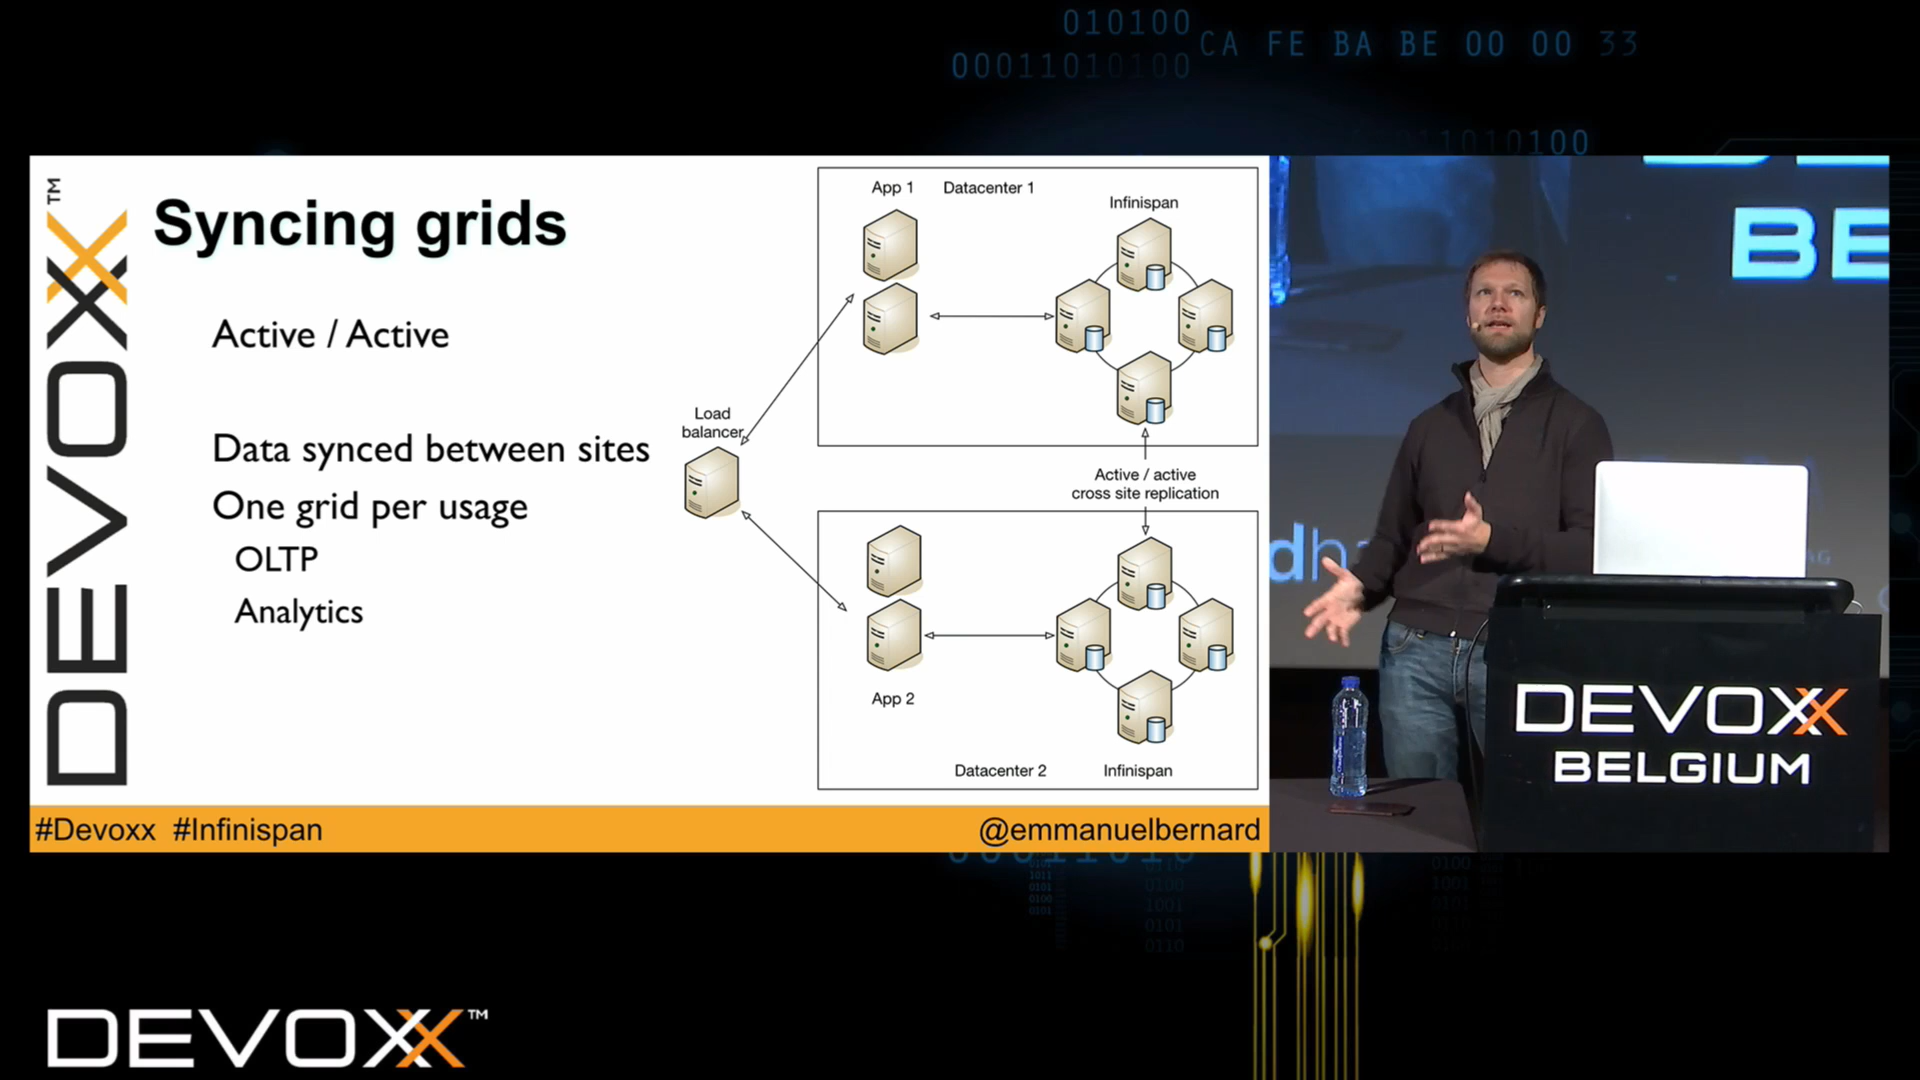 010100
00011010100
CA FE BA BE 00 00 33
1010100
DEVOXX™
Syncing grids
Active / Active
Data synced between sites
One grid per usage
OLTP
Analytics
Load
balancer
App 1
Datacenter 1
Infinispan
Active / active
cross site replication
App 2
Datacenter 2
Infinispan
#Devoxx #Infinispan
@emmanuelbernard
BE
dh
DEVOXX
BELGIUM
DEVOXX™